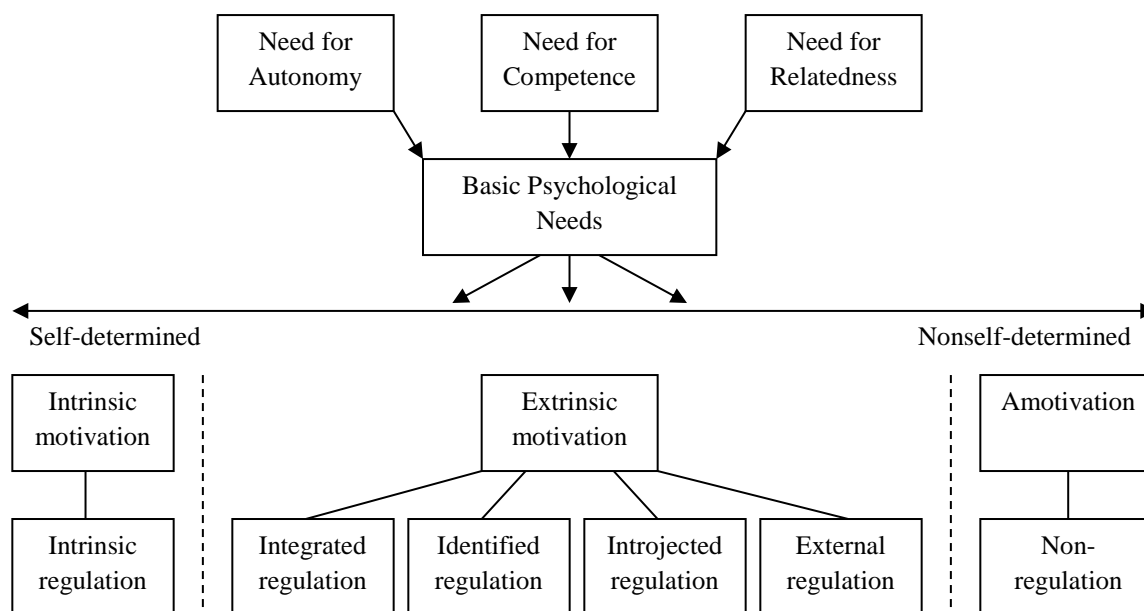 Need for
Autonomy
Need for
Competence
Need for
Relatedness
Basic Psychological
Needs
Self-determined
Nonself-determined
Intrinsic
motivation
Extrinsic
motivation
Amotivation
Intrinsic
regulation
Integrated
regulation
Identified
regulation
Introjected
regulation
External
regulation
Non-
regulation